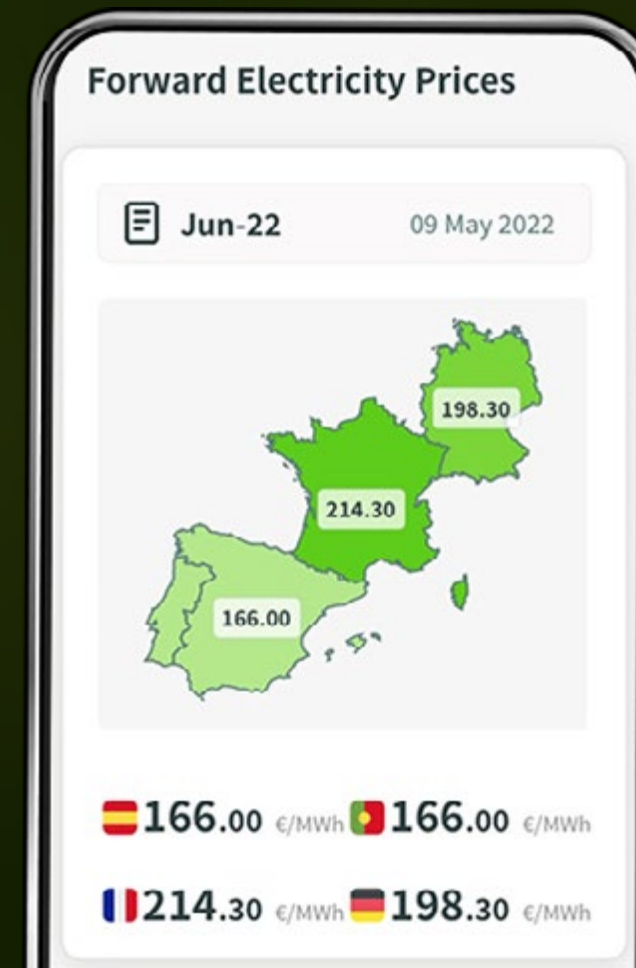 Forward Electricity Prices
Jun-22 09 May 2022
198.30
214.30
166.00
166.00 €/MWh 166.00 €/MWh
214.30 €/MWh 198.30 €/MWh